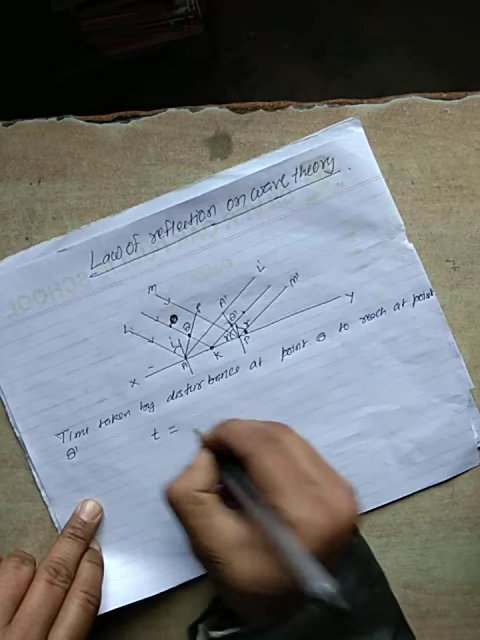 Law of reflection on wave theory.
M
P
A'
L'
M'
L
Q
Q'
i
r
r
Y
A
K
P'
X
Time taken by disturbance at point Q to reach at point
Q'
t =